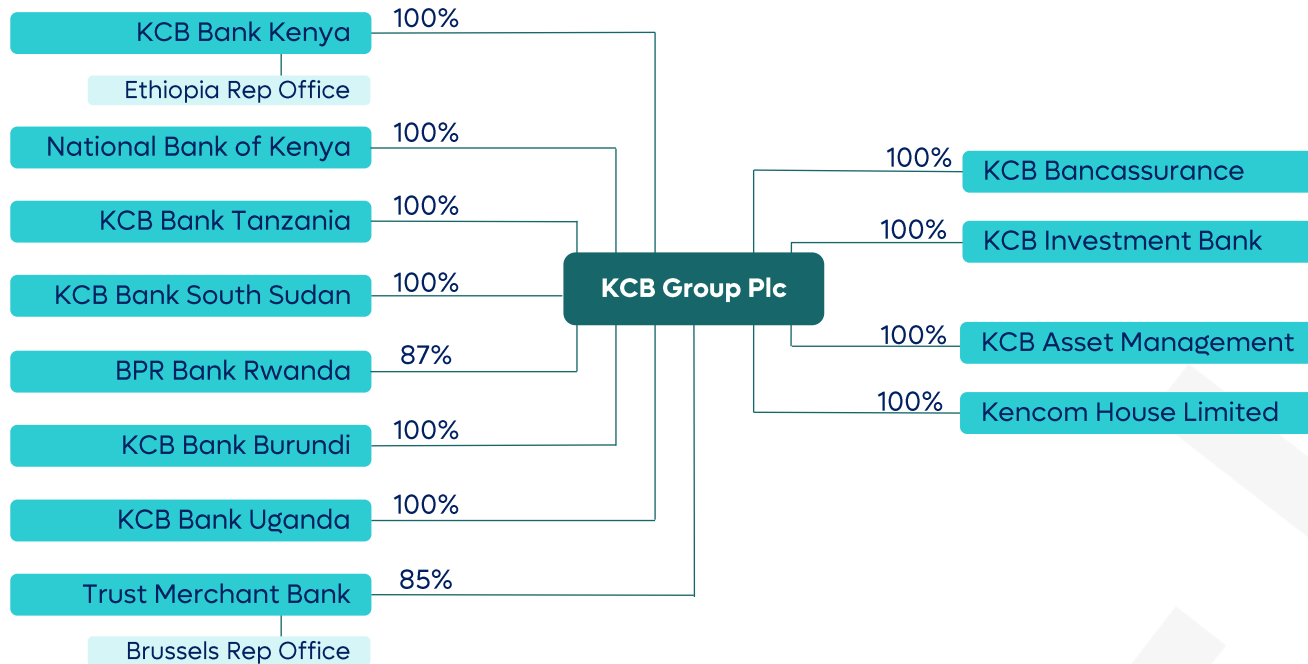 KCB Bank Kenya
100%
Ethiopia Rep Office
National Bank of Kenya
100%
KCB Bank Tanzania
100%
KCB Bank South Sudan
100%
BPR Bank Rwanda
87%
KCB Bank Burundi
100%
KCB Bank Uganda
100%
Trust Merchant Bank
85%
Brussels Rep Office
KCB Group Plc
100%
KCB Bancassurance
100%
KCB Investment Bank
100%
KCB Asset Management
100%
Kencom House Limited